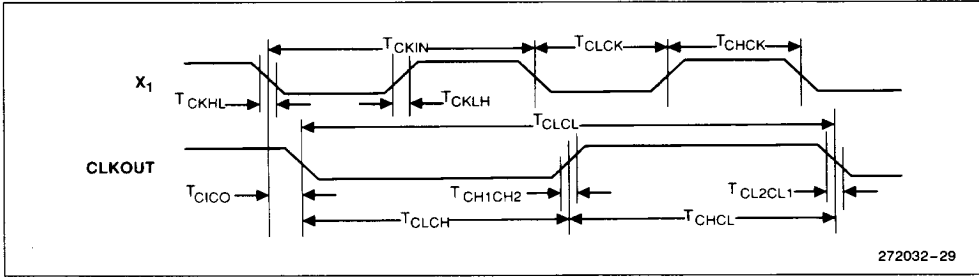 TCKIN
TCLCK
TCHCK
X1
TCKHL
TCKLH
TCLCL
CLKOUT
TCICO
TCH1CH2
TCL2CL1
TCLCH
TCHCL
272032-29